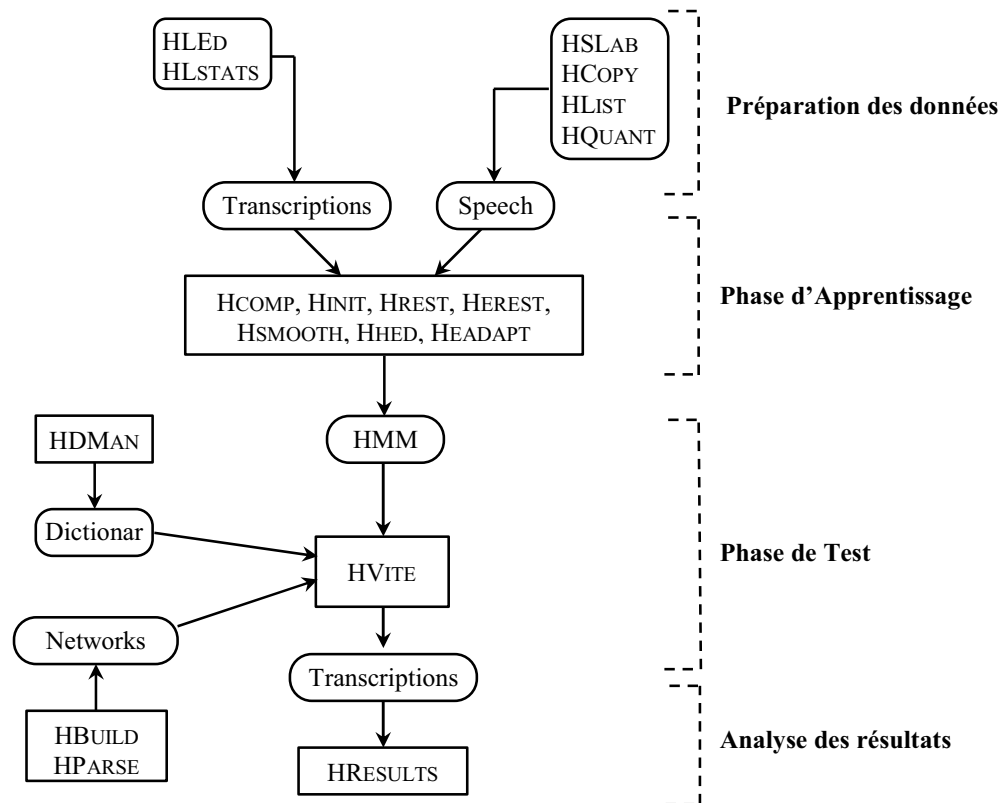 HLED
HLSTATS
HSLAB
HCOPY
HLIST
HQUANT
Préparation des données
Transcriptions
Speech
HCOMP, HINIT, HREST, HEREST,
HSMOOTH, HHED, HEADAPT
Phase d’Apprentissage
HDMAN
HMM
Dictionar
HVITE
Phase de Test
Networks
Transcriptions
HBUILD
HPARSE
HRESULTS
Analyse des résultats